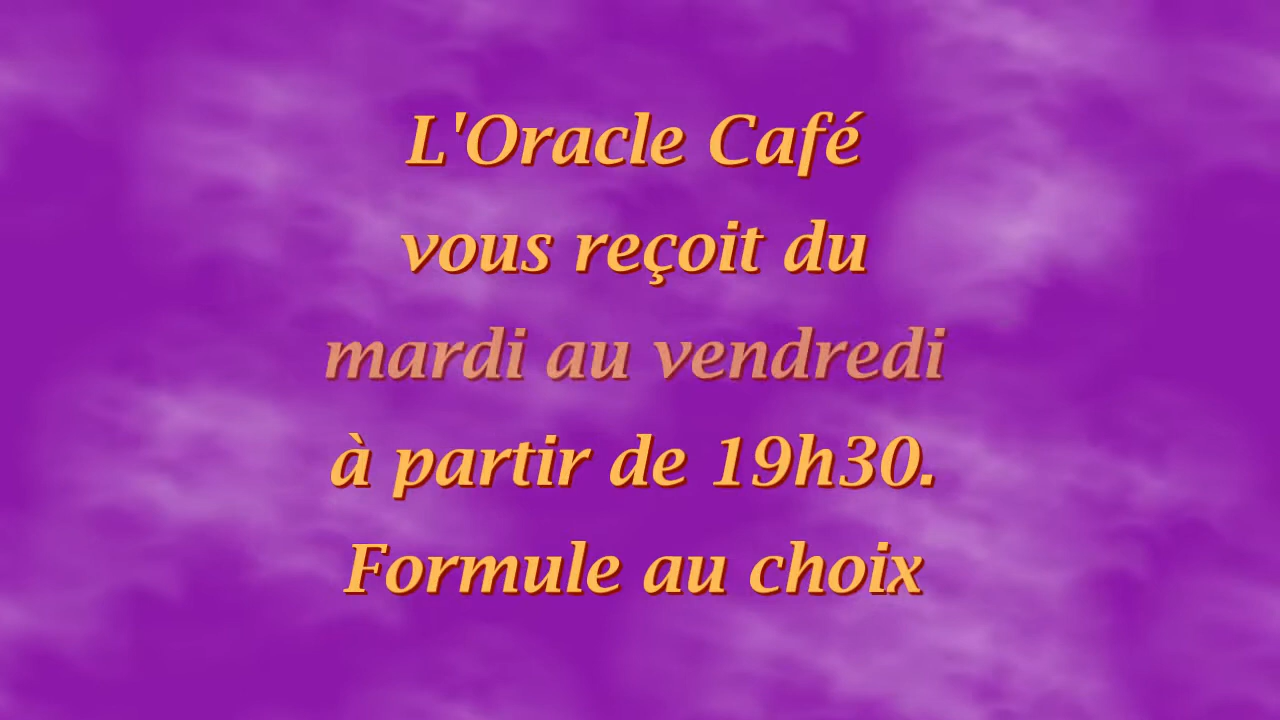 L'Oracle Café
vous reçoit du
mardi au vendredi
à partir de 19h30.
Formule au choix